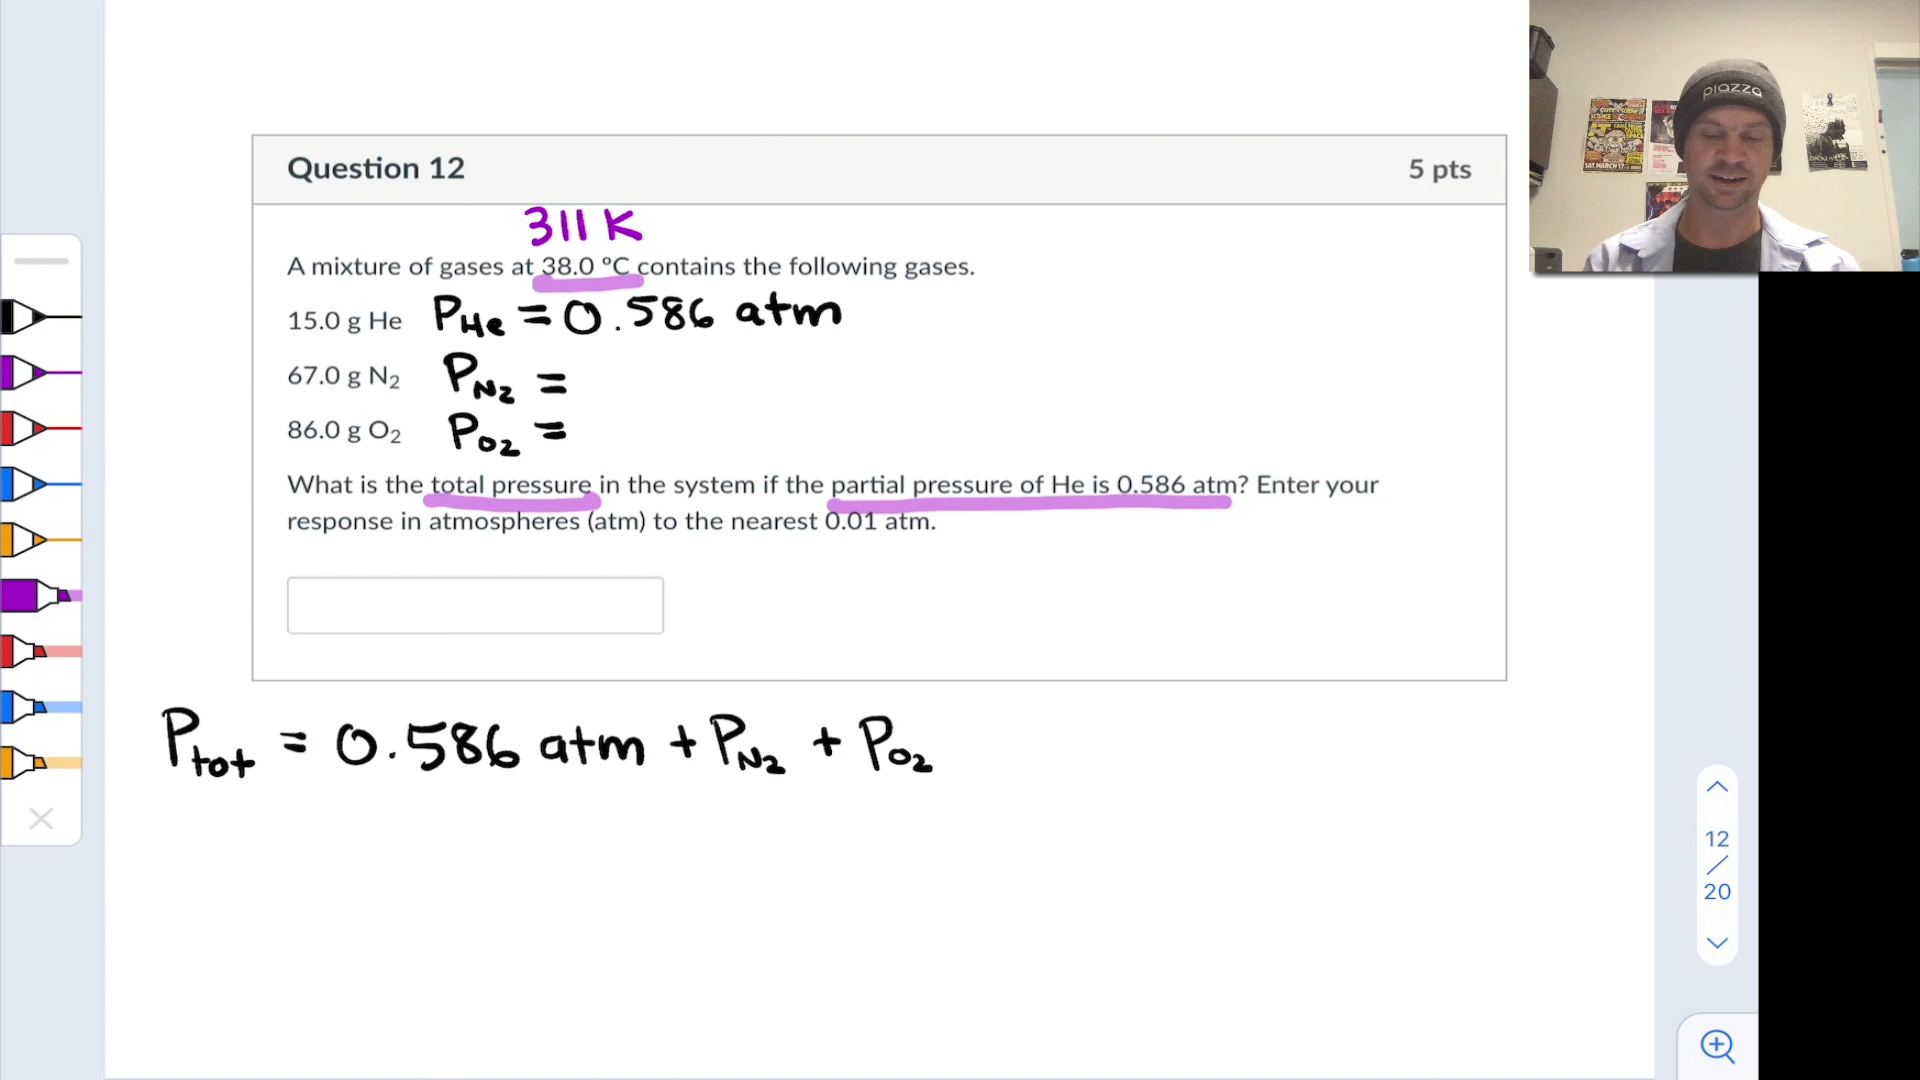 piazza
SAT. MARCH 17
Question 12
5 pts
311 K
A mixture of gases at 38.0 °C contains the following gases.
15.0 g He P_He = 0.586 atm
67.0 g N₂ P_N₂ =
86.0 g O₂ P_O₂ =
What is the total pressure in the system if the partial pressure of He is 0.586 atm? Enter your
response in atmospheres (atm) to the nearest 0.01 atm.
P_tot = 0.586 atm + P_N₂ + P_O₂
12
/
20